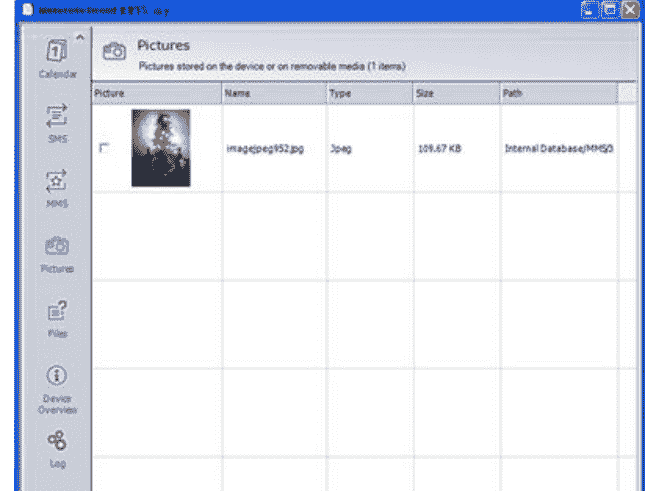 Pictures
Pictures stored on the device or on removable media (1 items)
Calendar
SMS
MMS
Pictures
Files
Device
Overview
Log
Picture Name Type Size Path
imagejpeg952.jpg Jpeg 109.67 KB Internal Database/MMS/